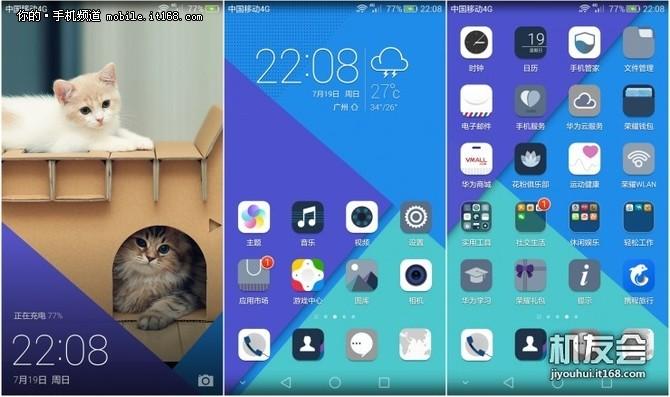 中国移动4G
77%
22:08
你的·手机频道 mobile.it168.com
正在充电 77%
22:08
7月19日 周日
中国移动4G
77%
22:08
22:08
7月19日 周日
广州
27°C
34°/26°
主题
音乐
视频
设置
1
应用市场
游戏中心
图库
相机
中国移动4G
77%
22:08
19
星期日
时钟
日历
手机管家
文件管理
电子邮件
手机服务
华为云服务
荣耀钱包
VMALL
华为商城
花粉俱乐部
运动健康
荣耀WLAN
1
实用工具
社交生活
休闲娱乐
轻松工作
华为学习
荣耀礼包
提示
携程旅行
机友会
jiyouhui.it168.com